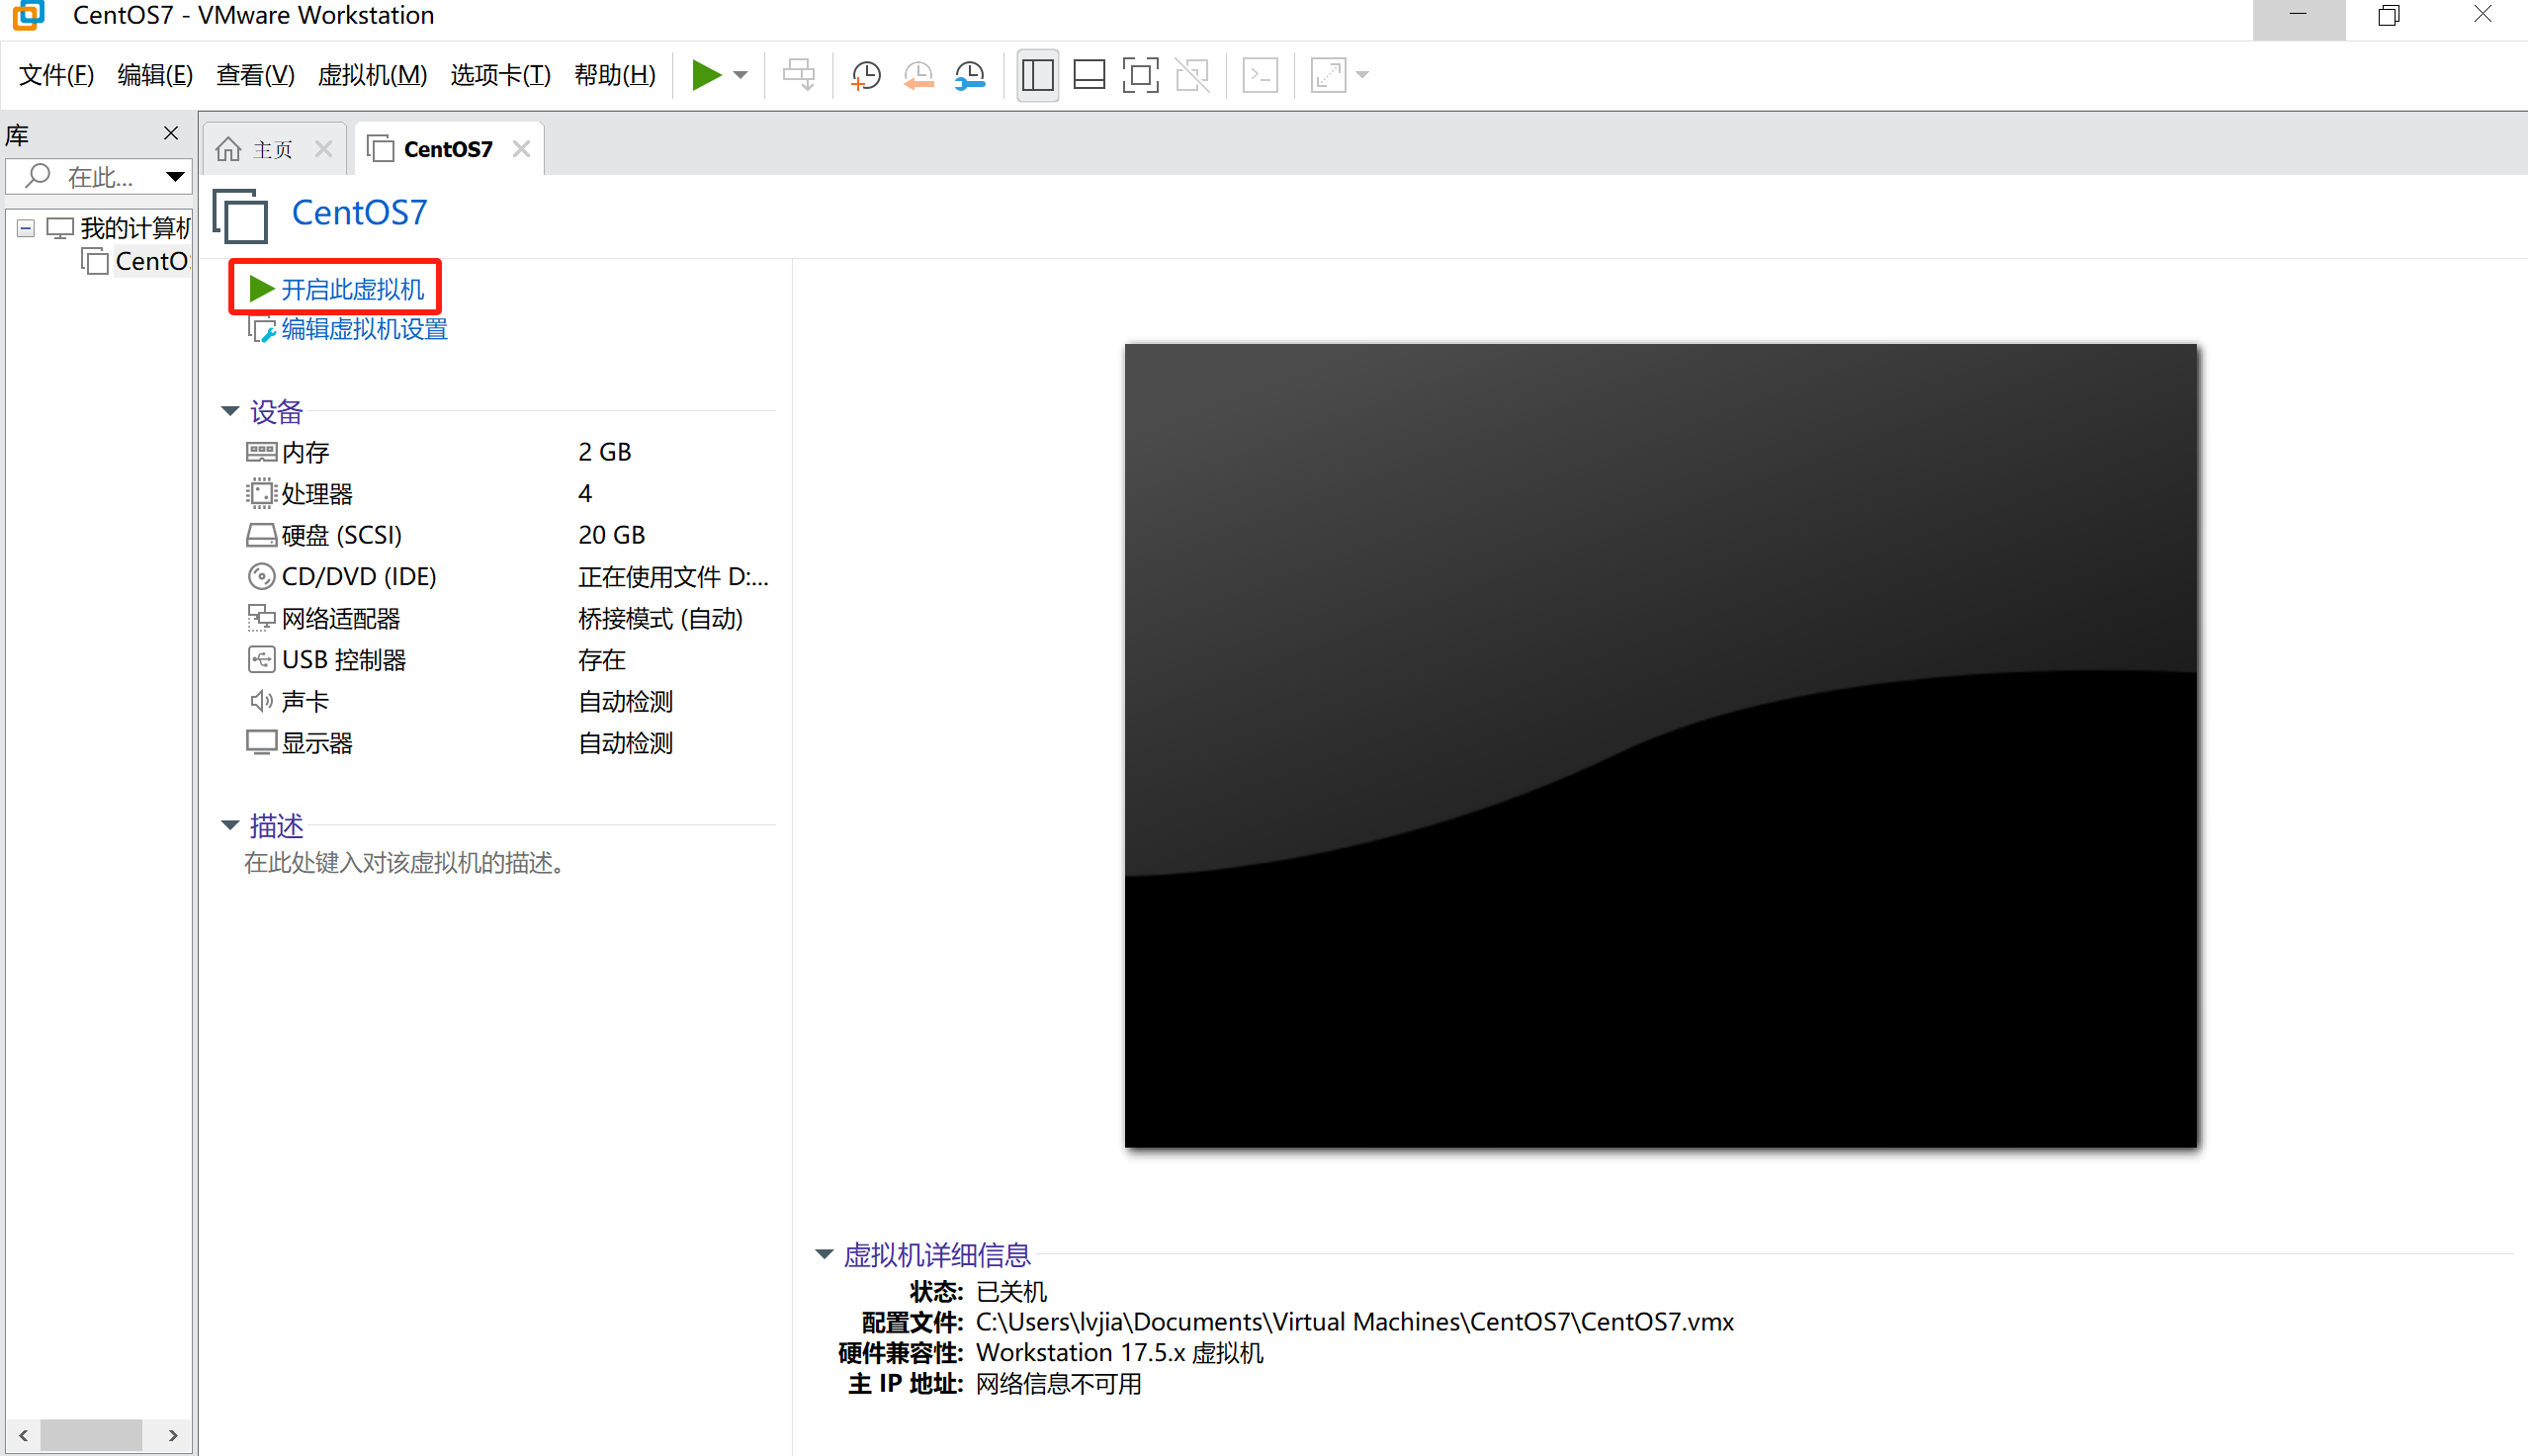 CentOS7 - VMware Workstation
文件(F) 编辑(E) 查看(V) 虚拟机(M) 选项卡(T) 帮助(H)
库
在此...
我的计算机
CentOS
主页
CentOS7
CentOS7
开启此虚拟机
编辑虚拟机设置
设备
内存 2 GB
处理器 4
硬盘 (SCSI) 20 GB
CD/DVD (IDE) 正在使用文件 D:...
网络适配器 桥接模式 (自动)
USB 控制器 存在
声卡 自动检测
显示器 自动检测
描述
在此处键入对该虚拟机的描述。
虚拟机详细信息
状态: 已关机
配置文件: C:\Users\lvjia\Documents\Virtual Machines\CentOS7\CentOS7.vmx
硬件兼容性: Workstation 17.5.x 虚拟机
主 IP 地址: 网络信息不可用